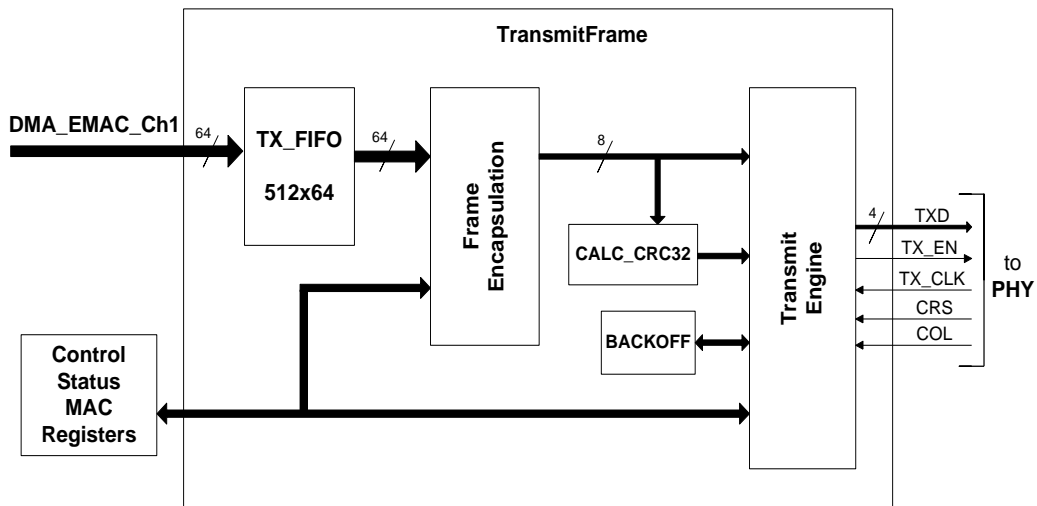 TransmitFrame
DMA_EMAC_Ch1
64
TX_FIFO
512x64
64
Frame
Encapsulation
8
CALC_CRC32
BACKOFF
Transmit
Engine
4
TXD
TX_EN
TX_CLK
CRS
COL
to
PHY
Control
Status
MAC
Registers